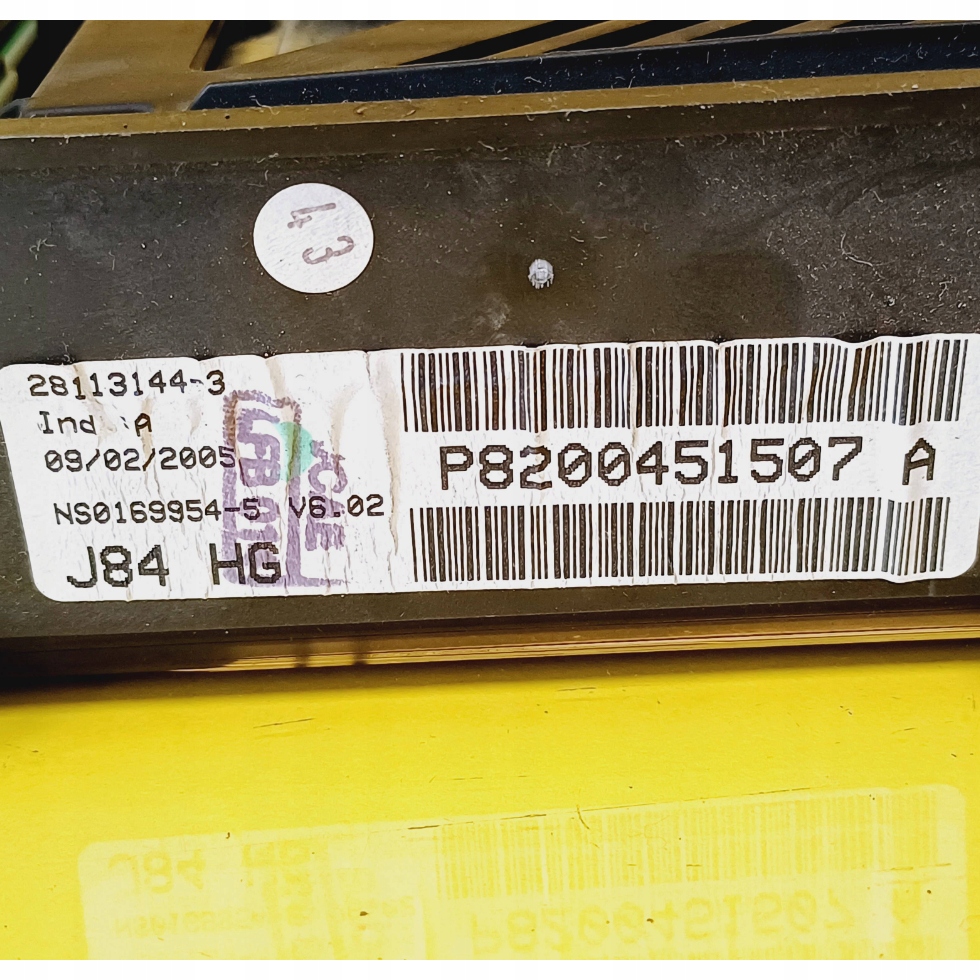 43
28113144-3
Ind A
09/02/2005
NS0169954-5 V6.02
J84 HG
P8200451507 A